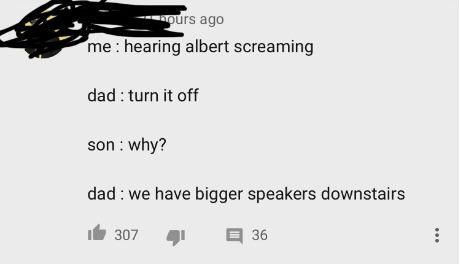 hours ago
me : hearing albert screaming
dad : turn it off
son : why?
dad : we have bigger speakers downstairs
307 36